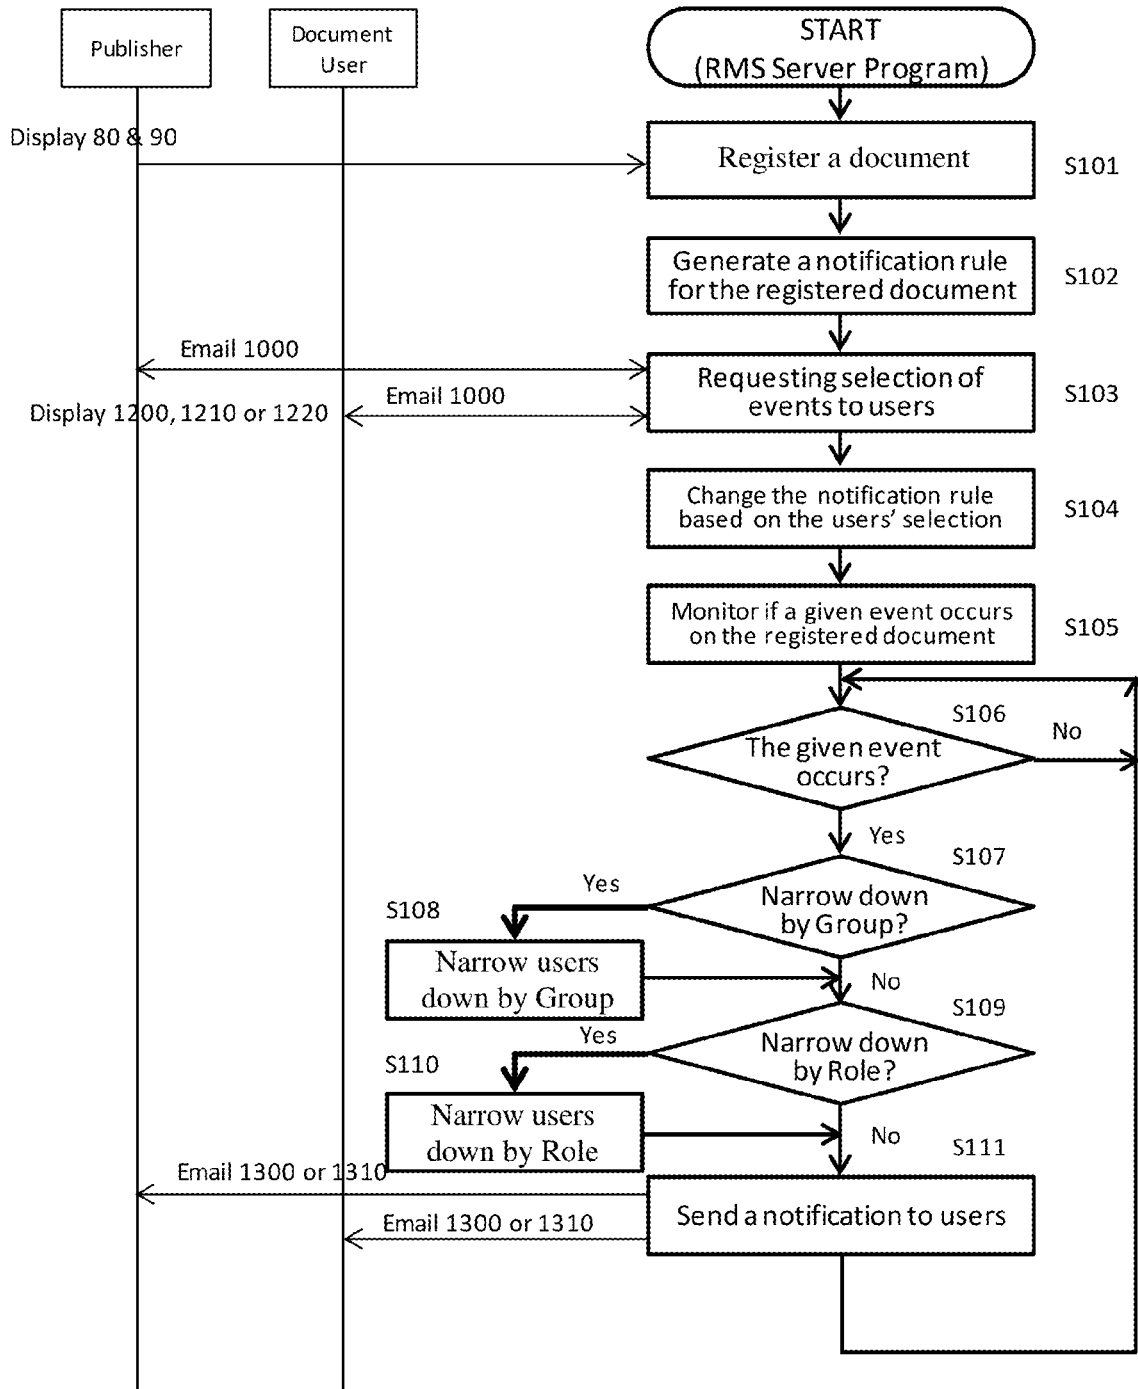 Publisher
Document
User
START
(RMS Server Program)
Display 80 & 90
Register a document
S101
Generate a notification rule
for the registered document
S102
Email 1000
Requesting selection of
events to users
S103
Email 1000
Display 1200, 1210 or 1220
Change the notification rule
based on the users' selection
S104
Monitor if a given event occurs
on the registered document
S105
S106
The given event
occurs?
No
Yes
S107
Narrow down
by Group?
Yes
S108
Narrow users
down by Group
No
S109
Narrow down
by Role?
Yes
S110
Narrow users
down by Role
No
S111
Email 1300 or 1310
Send a notification to users
Email 1300 or 1310